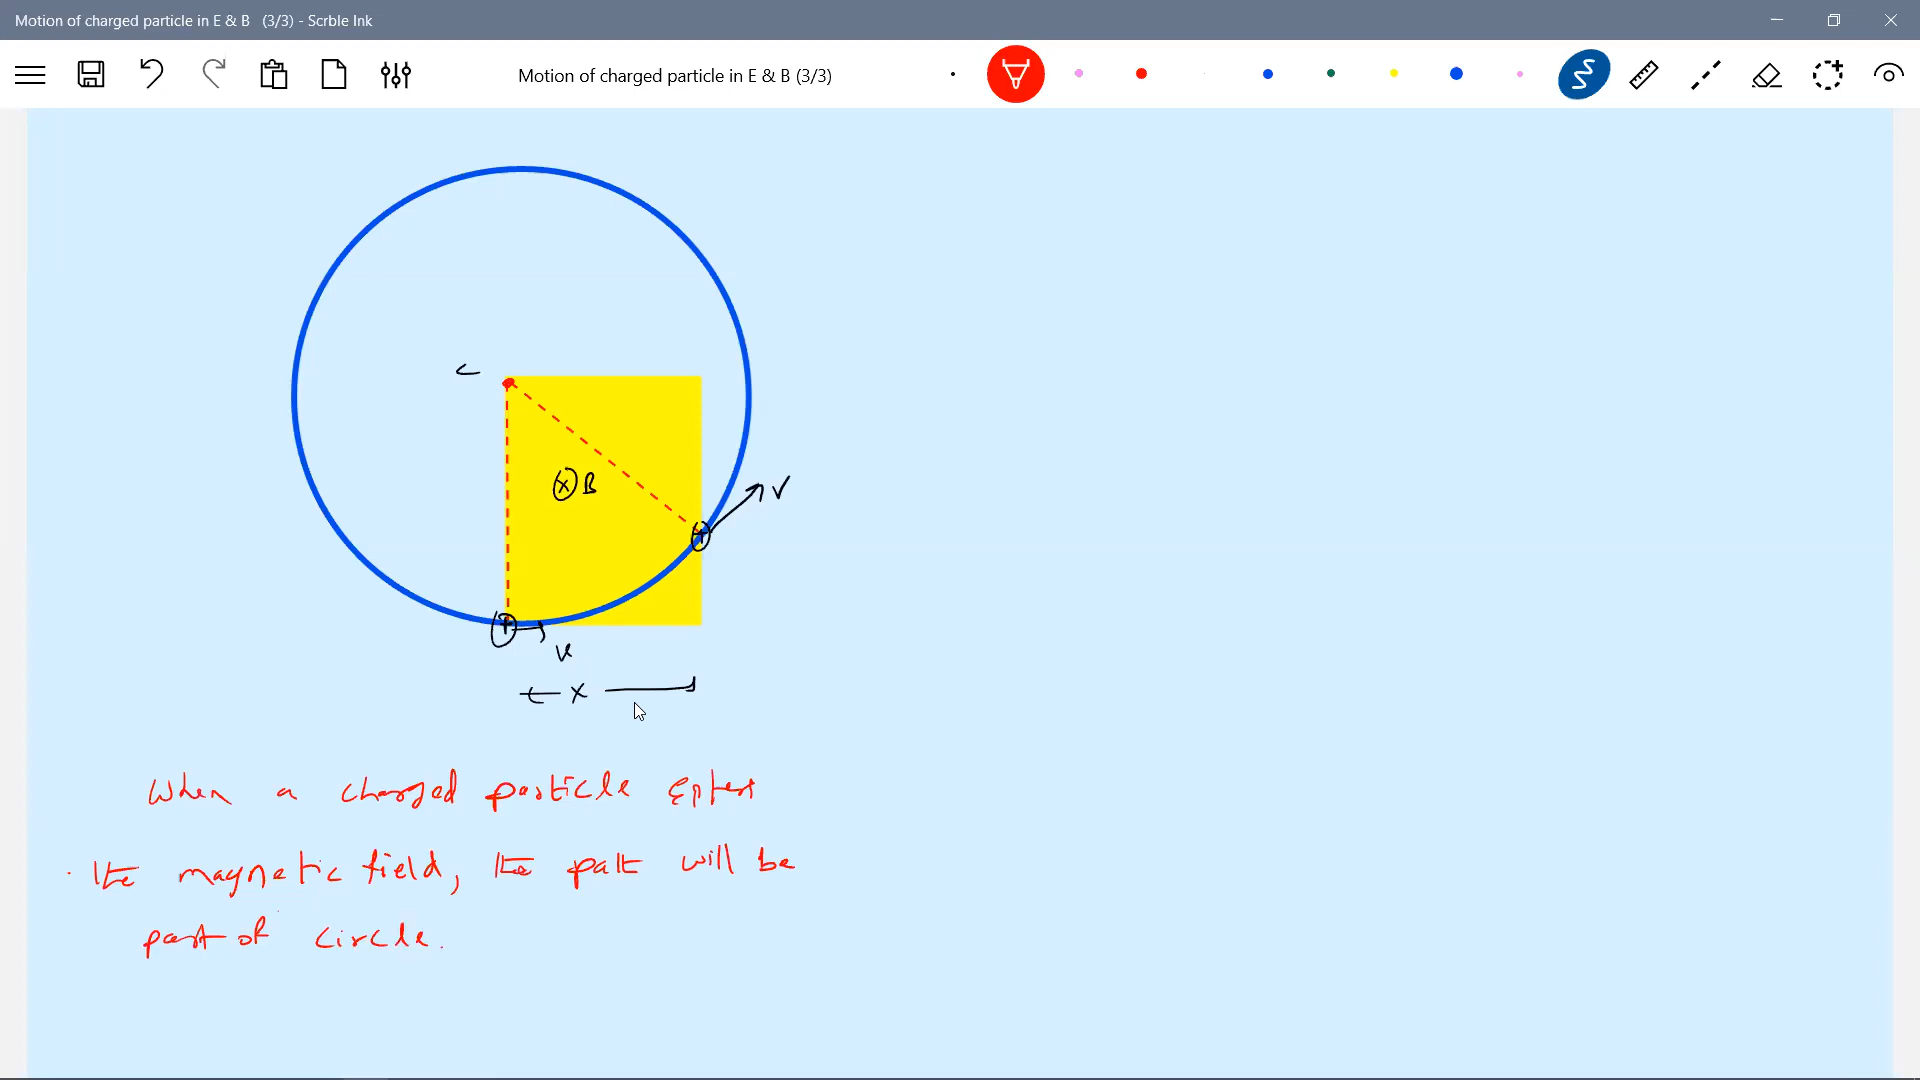 Motion of charged particle in E & B (3/3) - Scrble Ink
Motion of charged particle in E & B (3/3)
C
B
V
v
x
When a charged particle Enters
the magnetic field, the path will be
part of circle.